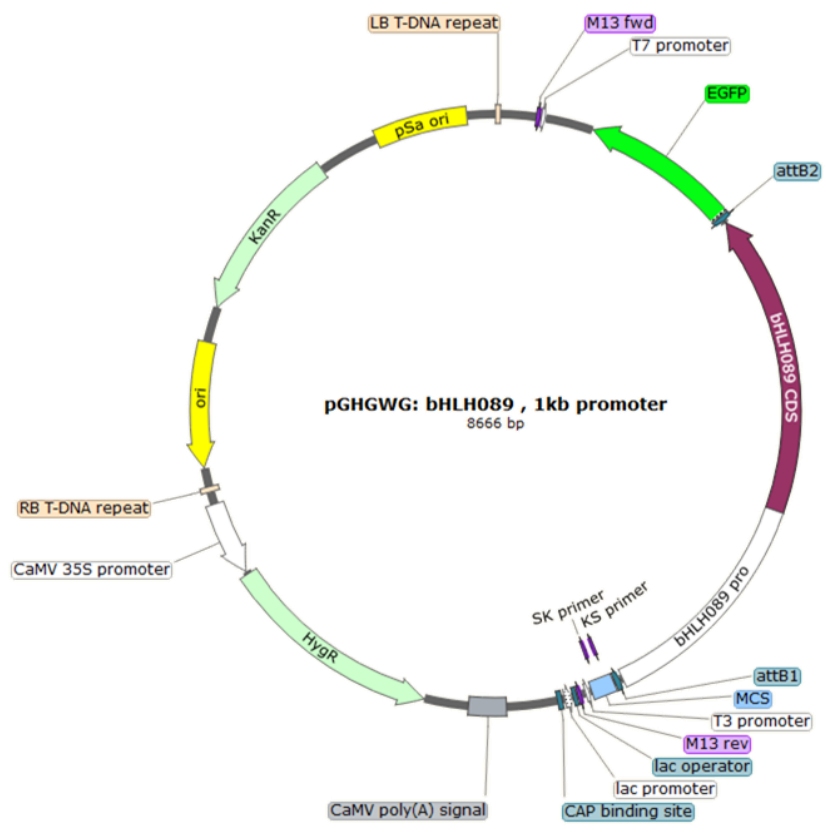 LB T-DNA repeat
M13 fwd
T7 promoter
EGFP
pSa ori
attB2
KanR
bHLH089 CDS
ori
pGHGWG: bHLH089 , 1kb promoter
8666 bp
RB T-DNA repeat
CaMV 35S promoter
bHLH089 pro
SK primer
KS primer
HygR
attB1
MCS
T3 promoter
M13 rev
lac operator
lac promoter
CaMV poly(A) signal
CAP binding site